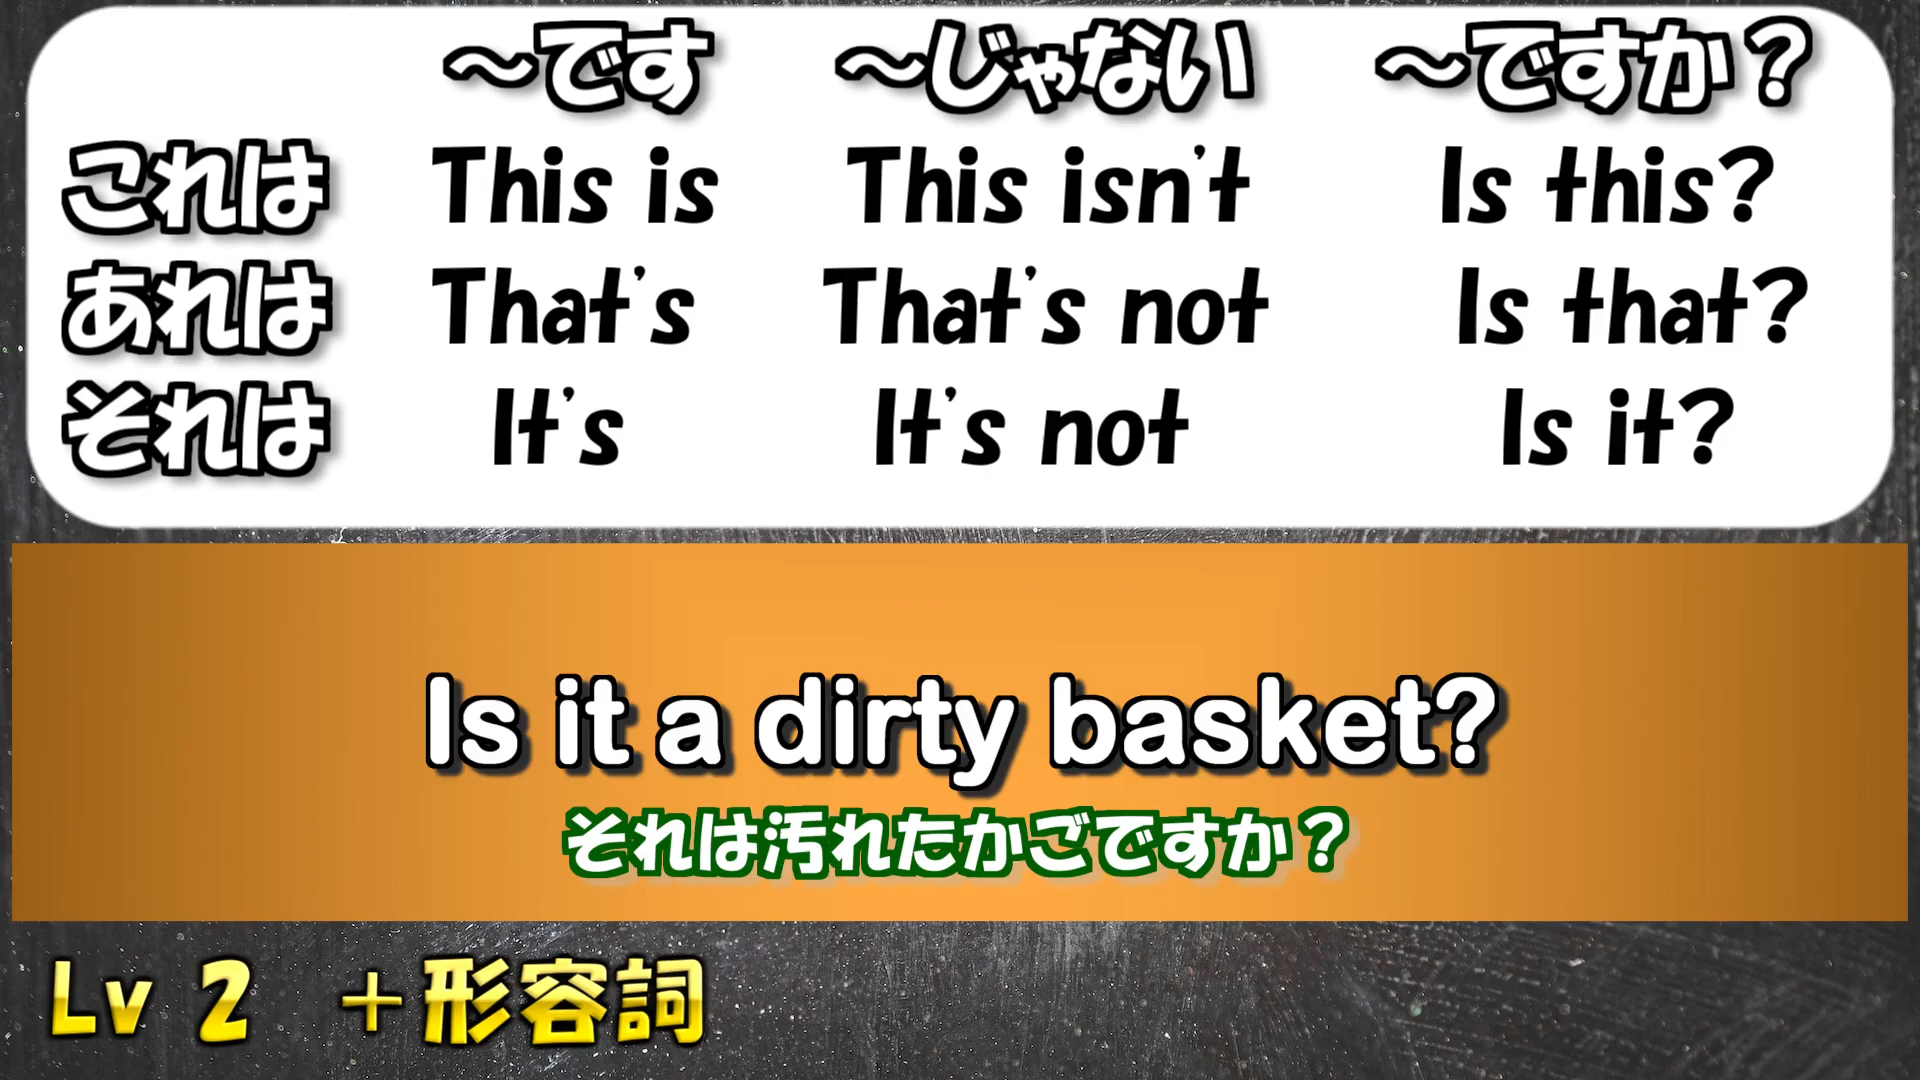 ～です ～じゃない ～ですか？
これは This is This isn't Is this?
あれは That's That's not Is that?
それは It's It's not Is it?
Is it a dirty basket?
それは汚れたかごですか？
Lv 2 ＋形容詞